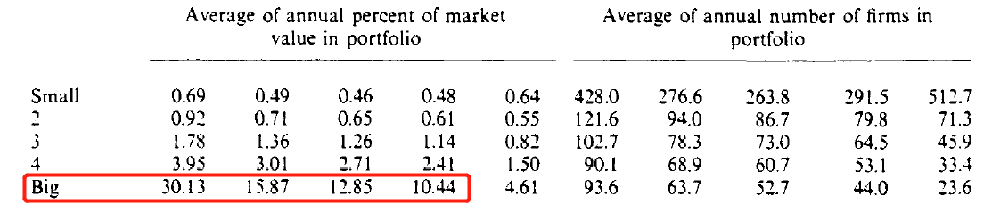 Average of annual percent of market Average of annual number of firms in
value in portfolio portfolio
Small 0.69 0.49 0.46 0.48 0.64 428.0 276.6 263.8 291.5 512.7
2 0.92 0.71 0.65 0.61 0.55 121.6 94.0 86.7 79.8 71.3
3 1.78 1.36 1.26 1.14 0.82 102.7 78.3 73.0 64.5 45.9
4 3.95 3.01 2.71 2.41 1.50 90.1 68.9 60.7 53.1 33.4
Big 30.13 15.87 12.85 10.44 4.61 93.6 63.7 52.7 44.0 23.6